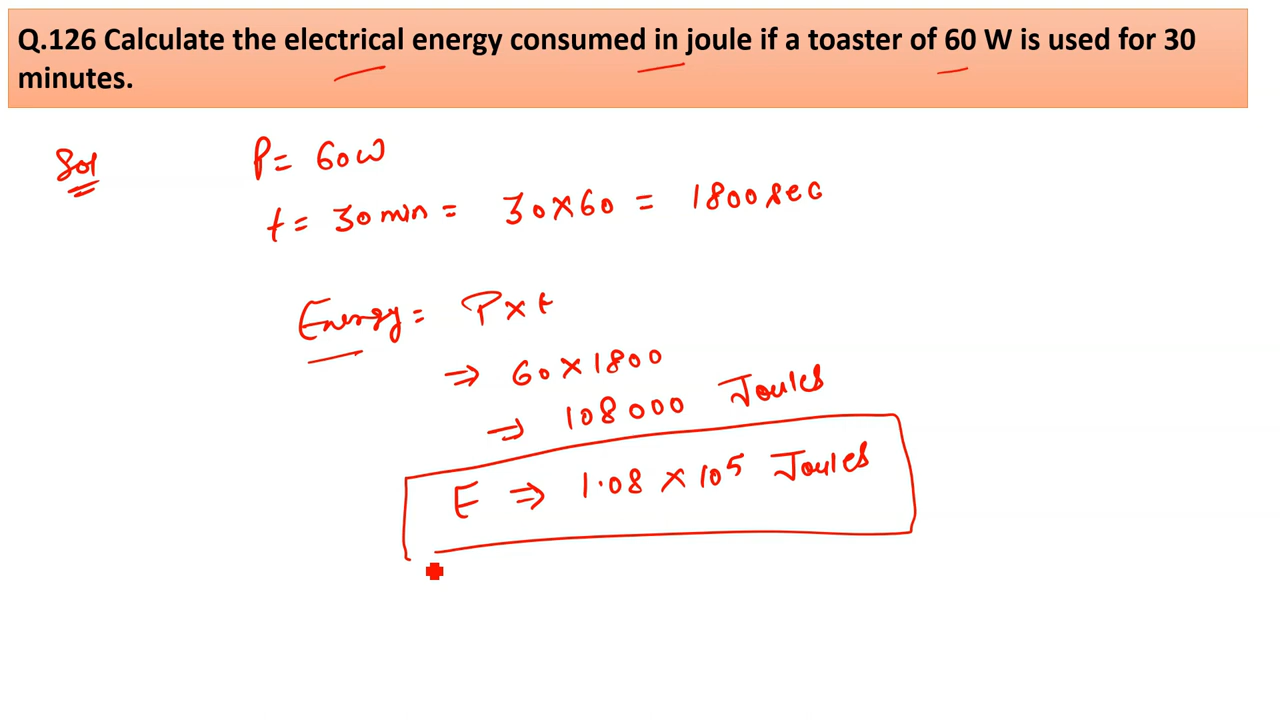 Q.126 Calculate the electrical energy consumed in joule if a toaster of 60 W is used for 30
minutes.
Sol
P = 60W
t = 30 min = 30 × 60 = 1800 sec
Energy = P × t
⇒ 60 × 1800
⇒ 108000 Joules
E ⇒ 1.08 × 10⁵ Joules